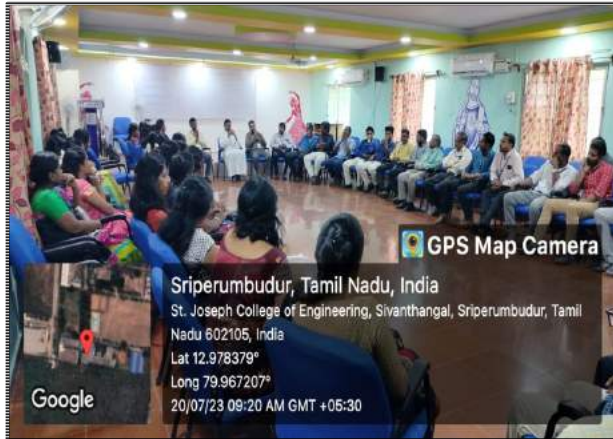 GPS Map Camera
Sriperumbudur, Tamil Nadu, India
St. Joseph College of Engineering, Sivanthangal, Sriperumbudur, Tamil
Nadu 602105, India
Lat 12.978379°
Long 79.967207°
20/07/23 09:20 AM GMT +05:30
Google